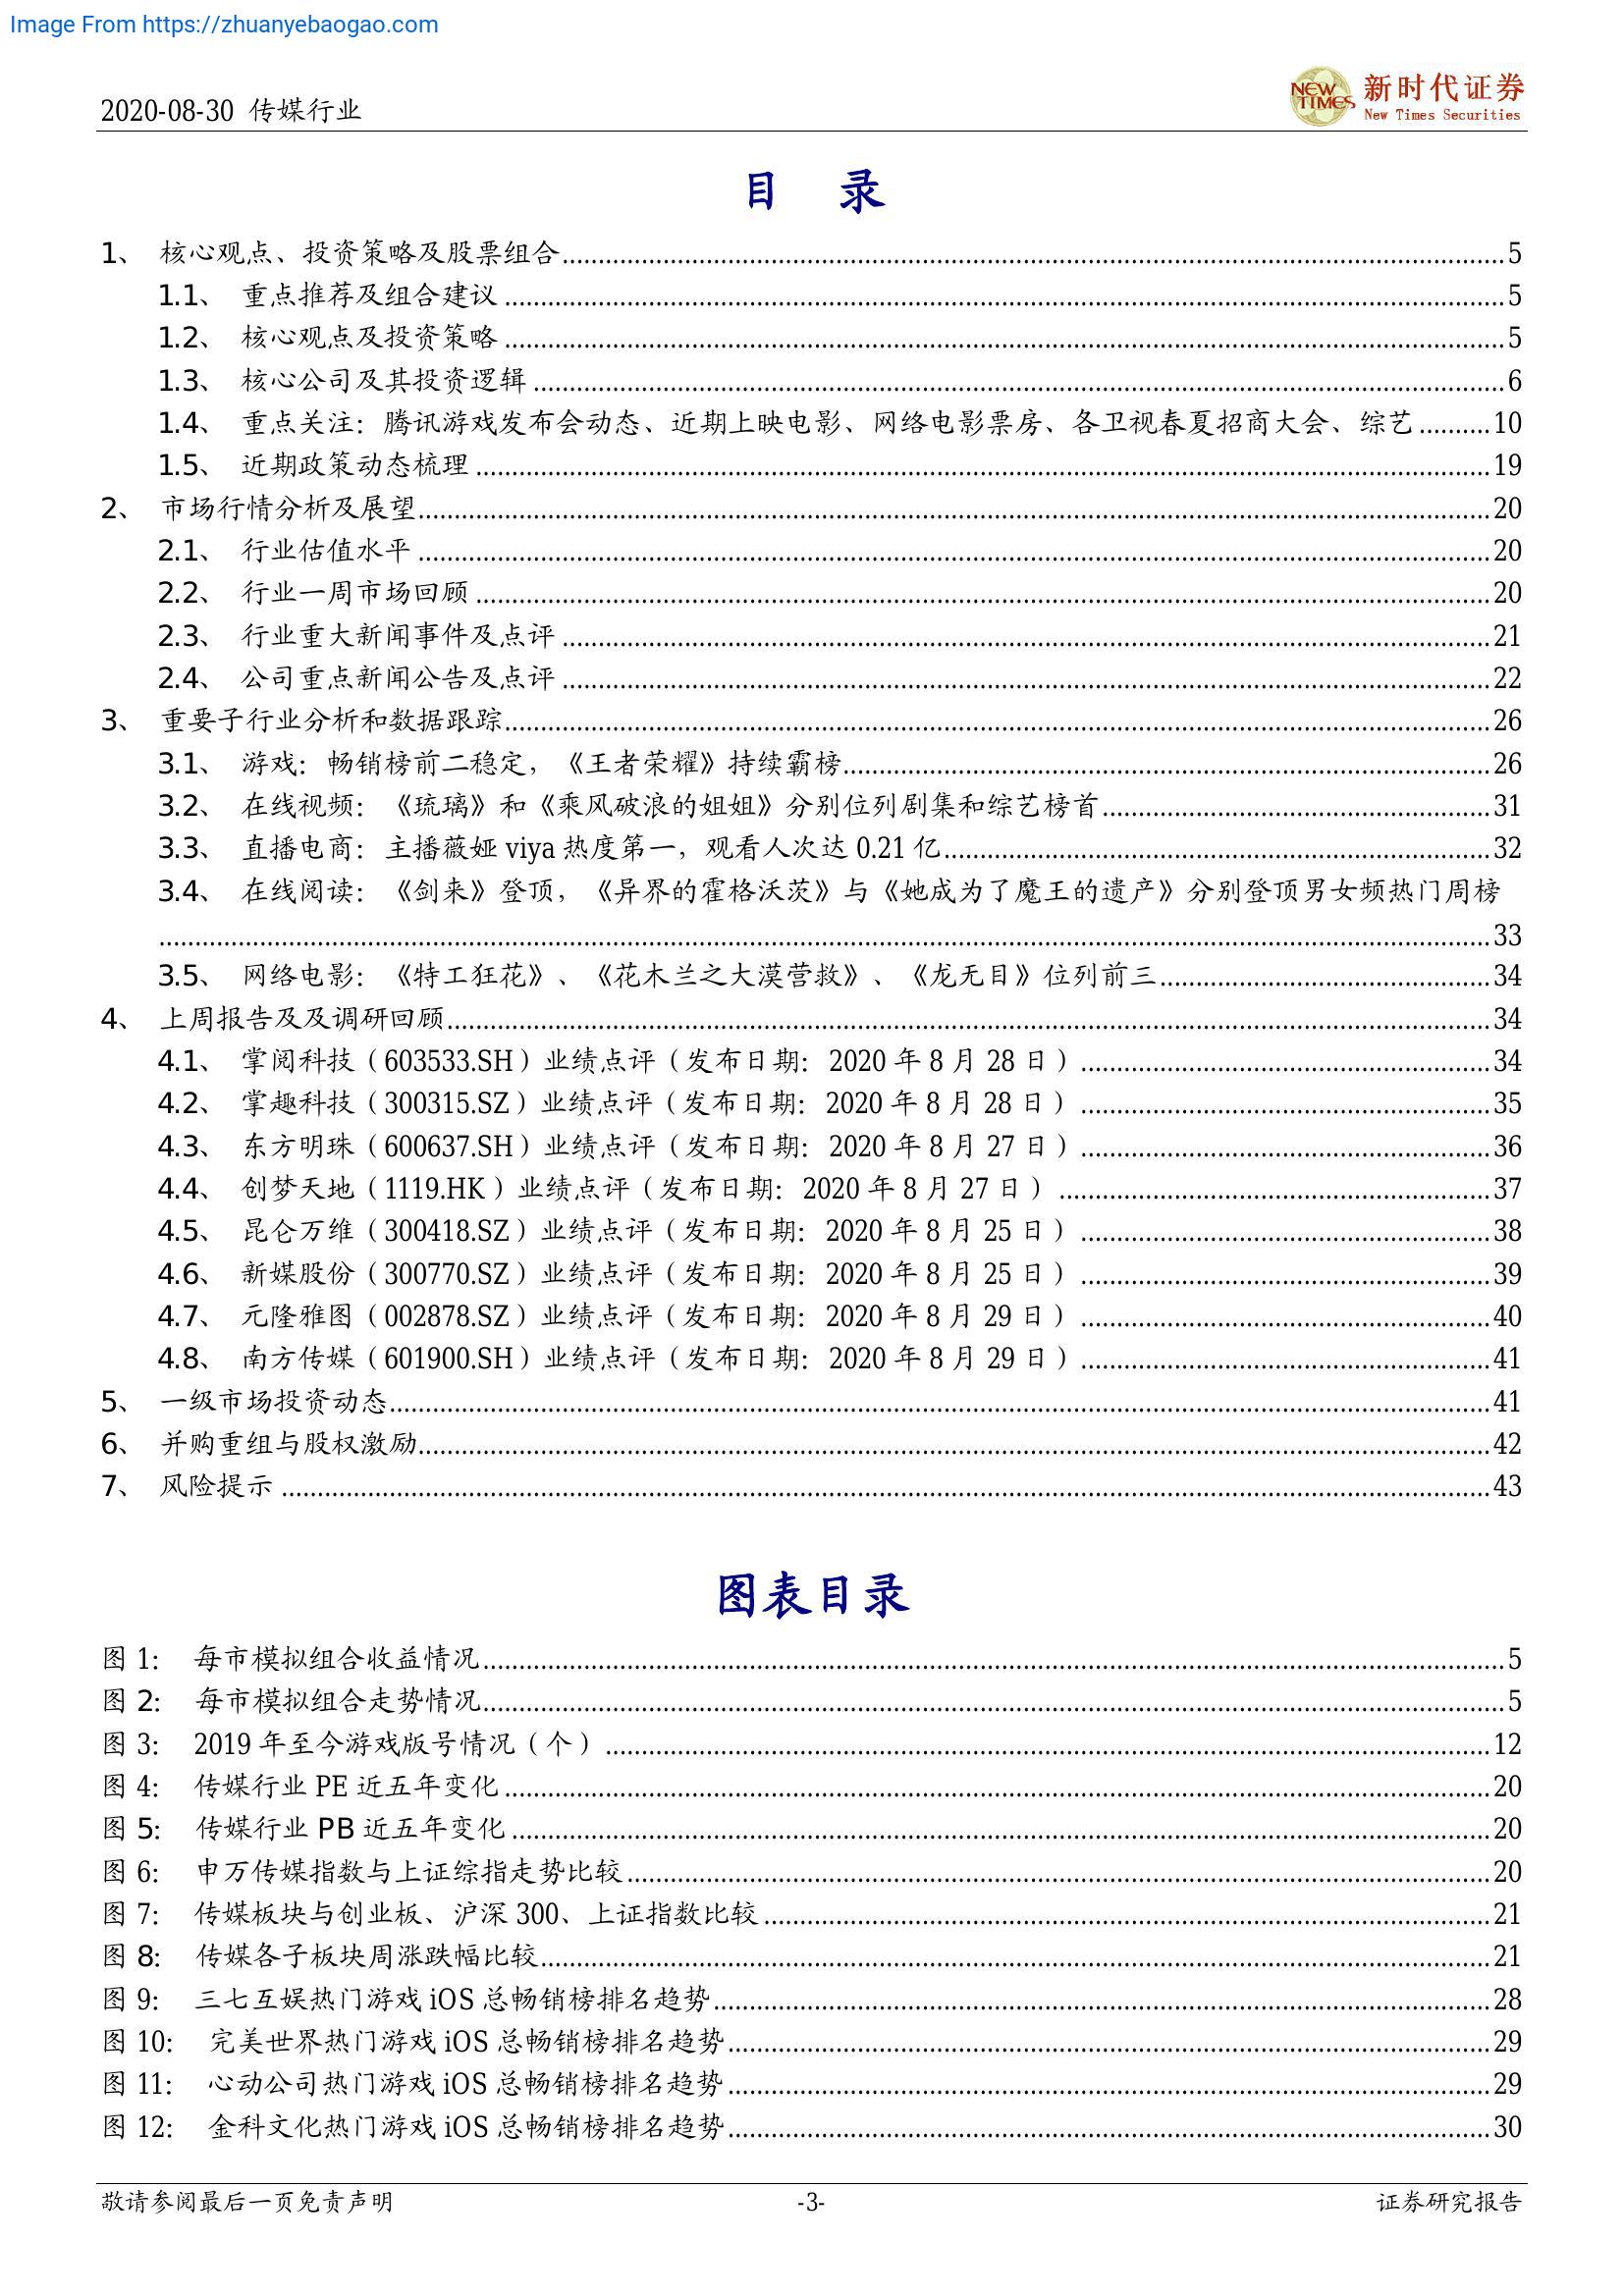 Image From https://zhuanyebaogao.com
2020-08-30 传媒行业
NEW TIMES
新时代证券
New Times Securities
目 录
1、 核心观点、投资策略及股票组合 5
1.1、 重点推荐及组合建议 5
1.2、 核心观点及投资策略 5
1.3、 核心公司及其投资逻辑 6
1.4、 重点关注：腾讯游戏发布会动态、近期上映电影、网络电影票房、各卫视春夏招商大会、综艺 10
1.5、 近期政策动态梳理 19
2、 市场行情分析及展望 20
2.1、 行业估值水平 20
2.2、 行业一周市场回顾 20
2.3、 行业重大新闻事件及点评 21
2.4、 公司重点新闻公告及点评 22
3、 重要子行业分析和数据跟踪 26
3.1、 游戏：畅销榜前二稳定，《王者荣耀》持续霸榜 26
3.2、 在线视频：《琉璃》和《乘风破浪的姐姐》分别位列剧集和综艺榜首 31
3.3、 直播电商：主播薇娅 viya 热度第一，观看人次达 0.21 亿 32
3.4、 在线阅读：《剑来》登顶，《异界的霍格沃茨》与《她成为了魔王的遗产》分别登顶男女频热门周榜
33
3.5、 网络电影：《特工狂花》、《花木兰之大漠营救》、《龙无目》位列前三 34
4、 上周报告及及调研回顾 34
4.1、 掌阅科技（603533.SH）业绩点评（发布日期：2020 年 8 月 28 日） 34
4.2、 掌趣科技（300315.SZ）业绩点评（发布日期：2020 年 8 月 28 日） 35
4.3、 东方明珠（600637.SH）业绩点评（发布日期：2020 年 8 月 27 日） 36
4.4、 创梦天地（1119.HK）业绩点评（发布日期：2020 年 8 月 27 日） 37
4.5、 昆仑万维（300418.SZ）业绩点评（发布日期：2020 年 8 月 25 日） 38
4.6、 新媒股份（300770.SZ）业绩点评（发布日期：2020 年 8 月 25 日） 39
4.7、 元隆雅图（002878.SZ）业绩点评（发布日期：2020 年 8 月 29 日） 40
4.8、 南方传媒（601900.SH）业绩点评（发布日期：2020 年 8 月 29 日） 41
5、 一级市场投资动态 41
6、 并购重组与股权激励 42
7、 风险提示 43
图表目录
图 1： 每市模拟组合收益情况 5
图 2： 每市模拟组合走势情况 5
图 3： 2019 年至今游戏版号情况（个） 12
图 4： 传媒行业 PE 近五年变化 20
图 5： 传媒行业 PB 近五年变化 20
图 6： 申万传媒指数与上证综指走势比较 20
图 7： 传媒板块与创业板、沪深 300、上证指数比较 21
图 8： 传媒各子板块周涨跌幅比较 21
图 9： 三七互娱热门游戏 iOS 总畅销榜排名趋势 28
图 10： 完美世界热门游戏 iOS 总畅销榜排名趋势 29
图 11： 心动公司热门游戏 iOS 总畅销榜排名趋势 29
图 12： 金科文化热门游戏 iOS 总畅销榜排名趋势 30
敬请参阅最后一页免责声明 -3- 证券研究报告